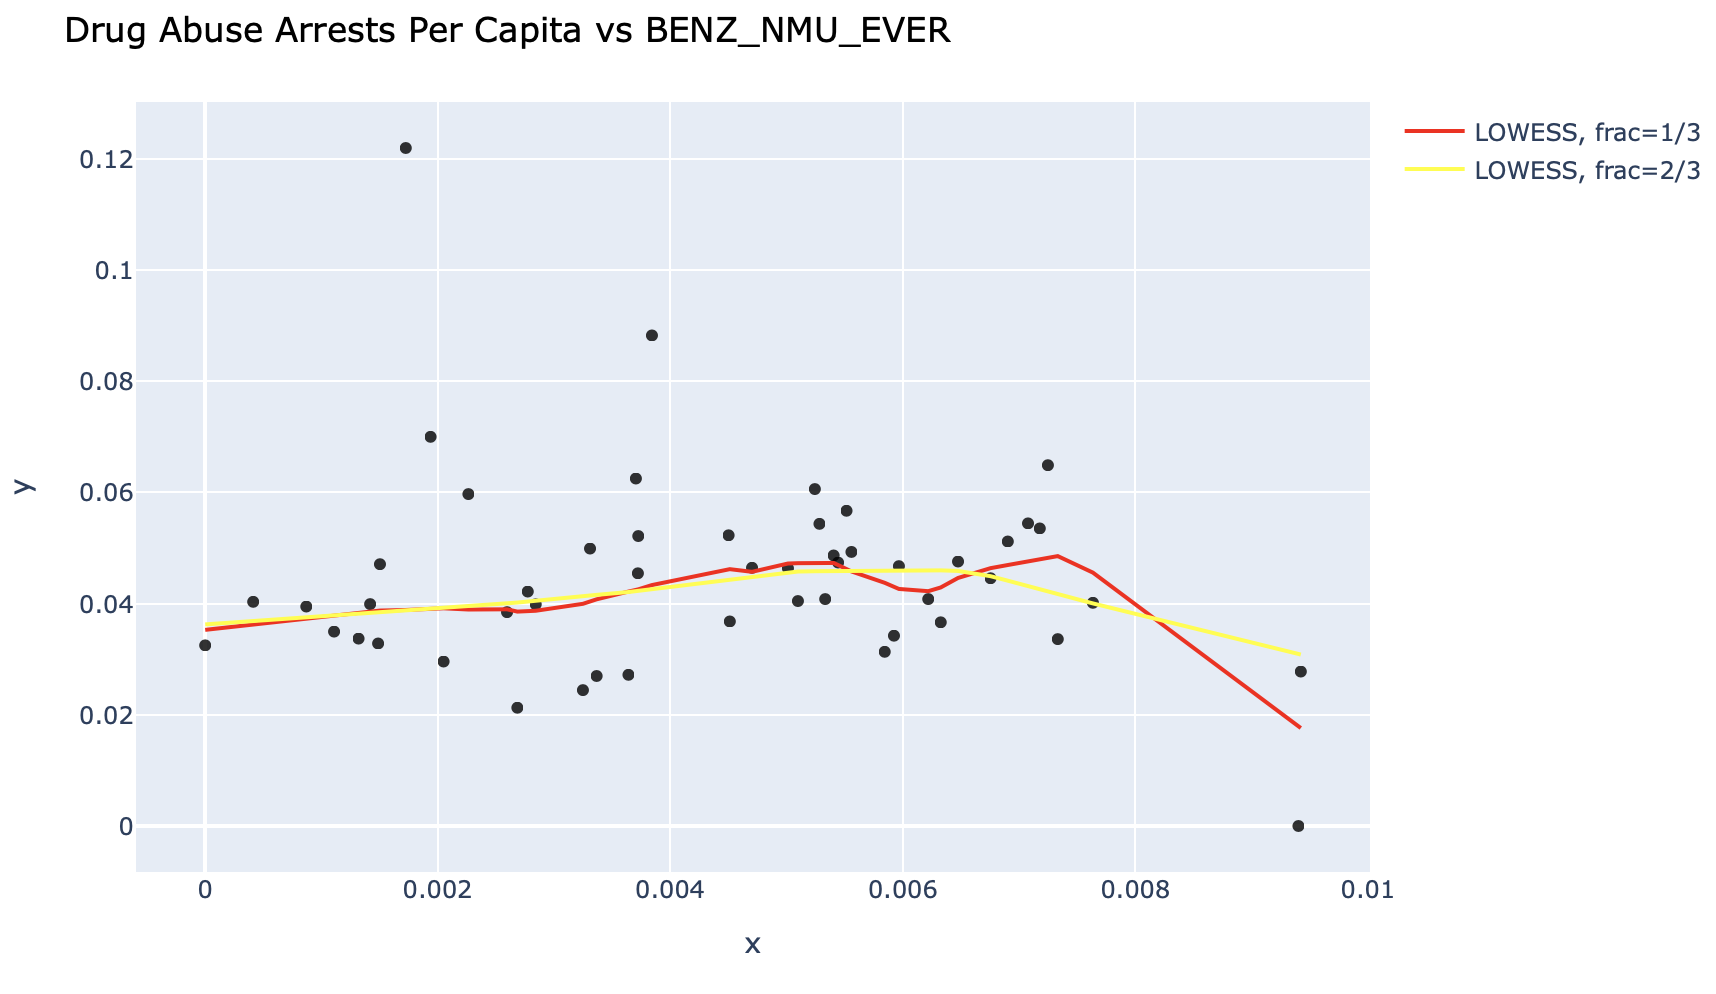 Drug Abuse Arrests Per Capita vs BENZ_NMU_EVER
LOWESS, frac=1/3
LOWESS, frac=2/3
0.12
0.1
0.08
0.06
0.04
0.02
0
y
0
0.002
0.004
0.006
0.008
0.01
x